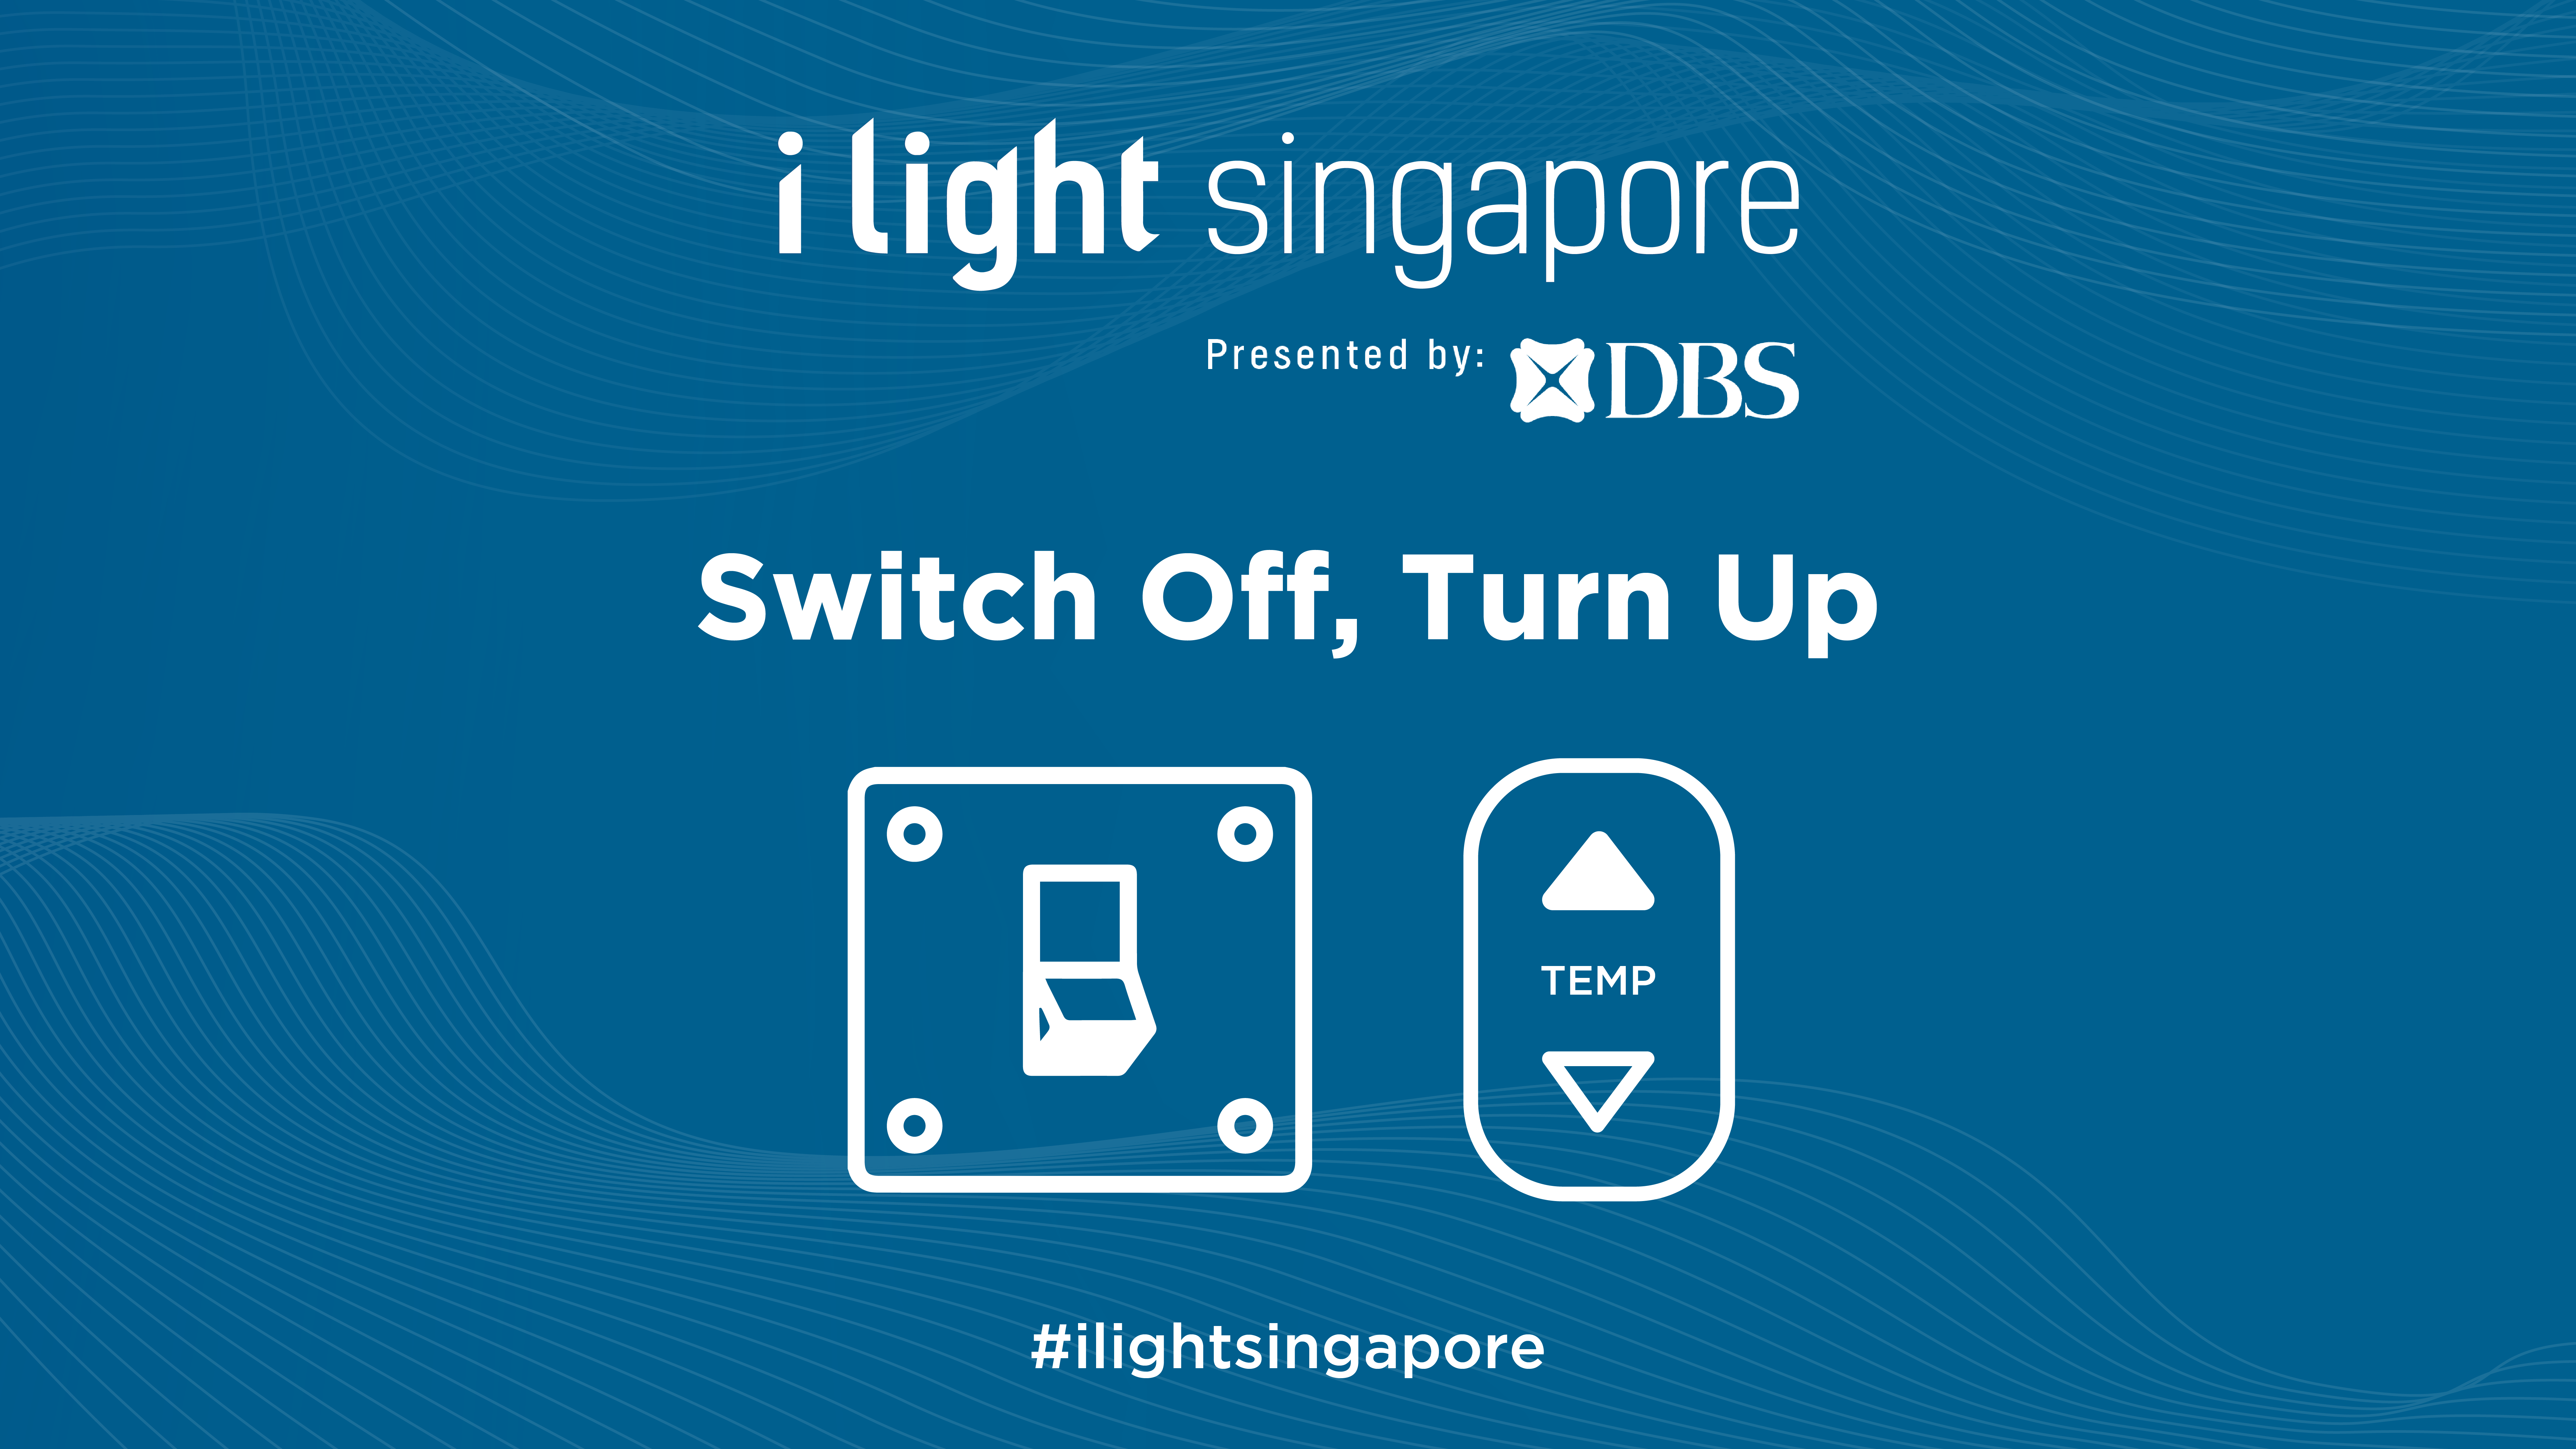 i light singapore
Presented by: DBS
Switch Off, Turn Up
TEMP
#ilightsingapore